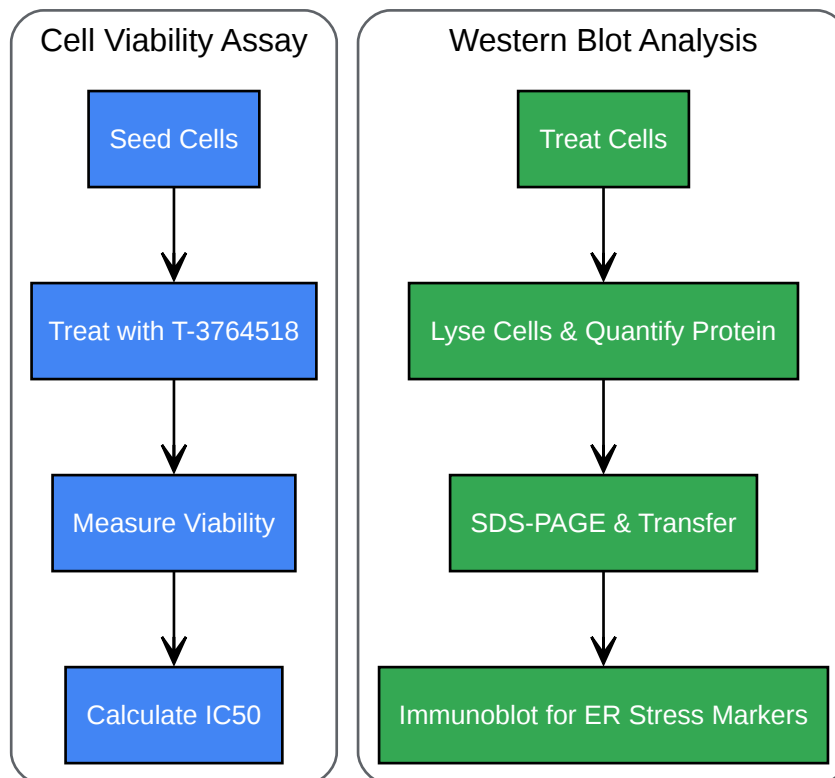 Cell Viability Assay
Seed Cells
Treat with T-3764518
Measure Viability
Calculate IC50
Western Blot Analysis
Treat Cells
Lyse Cells & Quantify Protein
SDS-PAGE & Transfer
Immunoblot for ER Stress Markers